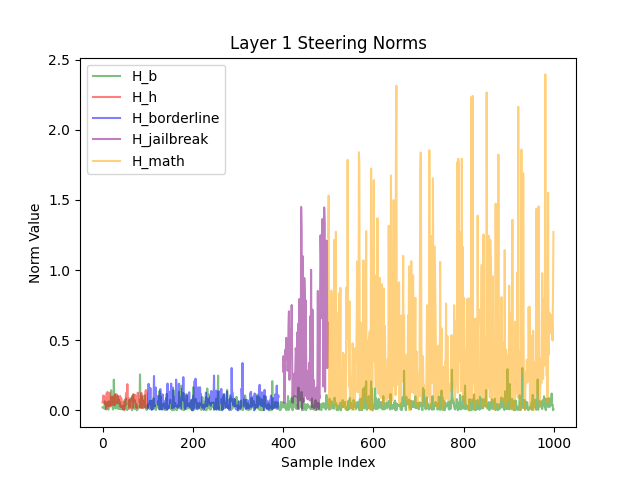 Layer 1 Steering Norms
2.5
2.0
1.5
1.0
0.5
0.0
Norm Value
H_b
H_h
H_borderline
H_jailbreak
H_math
0 200 400 600 800 1000
Sample Index